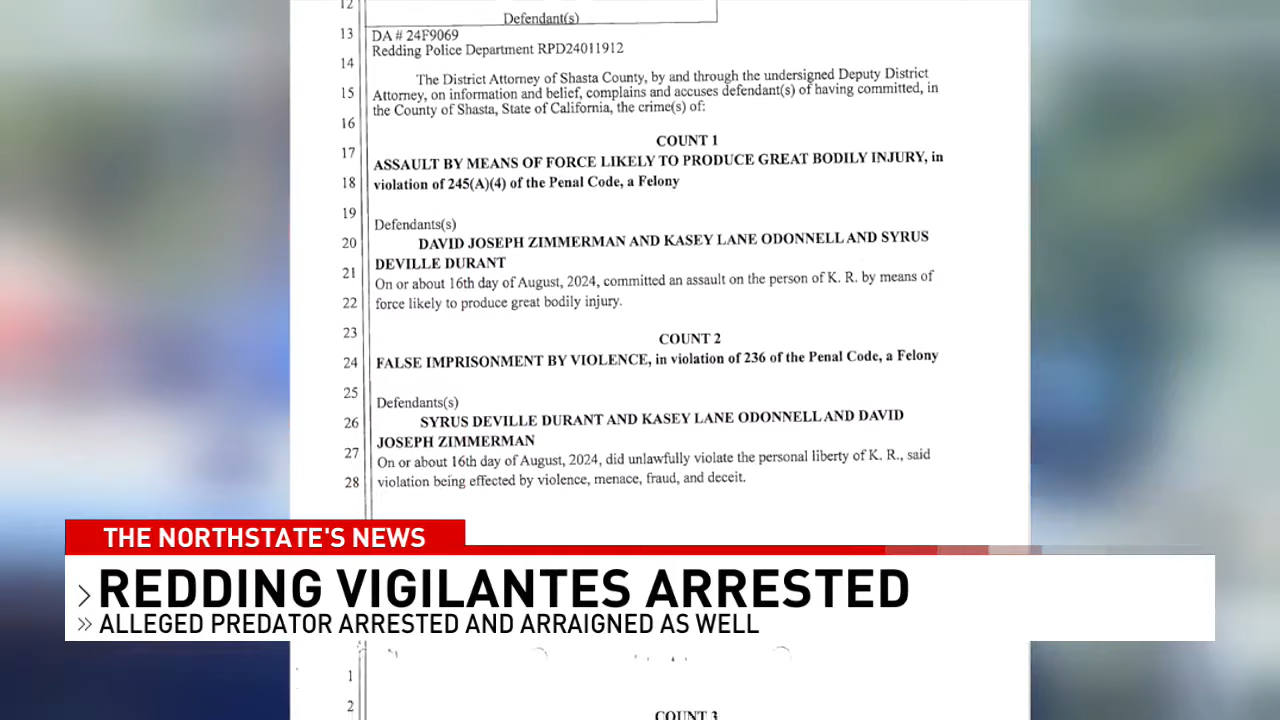 12
Defendant(s)
13 DA # 24F9069
Redding Police Department RPD24011912
14
The District Attorney of Shasta County, by and through the undersigned Deputy District
15 Attorney, on information and belief, complains and accuses defendant(s) of having committed, in
the County of Shasta, State of California, the crime(s) of:
16
COUNT 1
17 ASSAULT BY MEANS OF FORCE LIKELY TO PRODUCE GREAT BODILY INJURY, in
18 violation of 245(A)(4) of the Penal Code, a Felony
19
Defendants(s)
20 DAVID JOSEPH ZIMMERMAN AND KASEY LANE ODONNELL AND SYRUS
DEVILLE DURANT
21 On or about 16th day of August, 2024, committed an assault on the person of K. R. by means of
22 force likely to produce great bodily injury.
23
COUNT 2
24 FALSE IMPRISONMENT BY VIOLENCE, in violation of 236 of the Penal Code, a Felony
25
Defendants(s)
26 SYRUS DEVILLE DURANT AND KASEY LANE ODONNELL AND DAVID
JOSEPH ZIMMERMAN
27 On or about 16th day of August, 2024, did unlawfully violate the personal liberty of K. R., said
28 violation being effected by violence, menace, fraud, and deceit.
THE NORTHSTATE'S NEWS
REDDING VIGILANTES ARRESTED
» ALLEGED PREDATOR ARRESTED AND ARRAIGNED AS WELL
1
2
COUNT 3